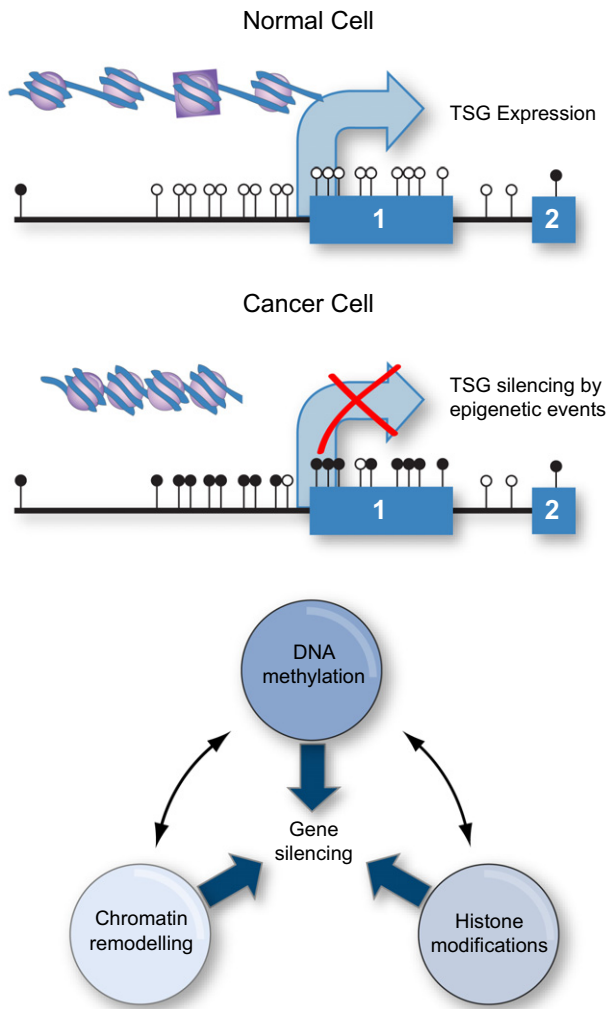 Normal Cell
TSG Expression
1
2
Cancer Cell
TSG silencing by
epigenetic events
1
2
DNA
methylation
Gene
silencing
Chromatin
remodelling
Histone
modifications